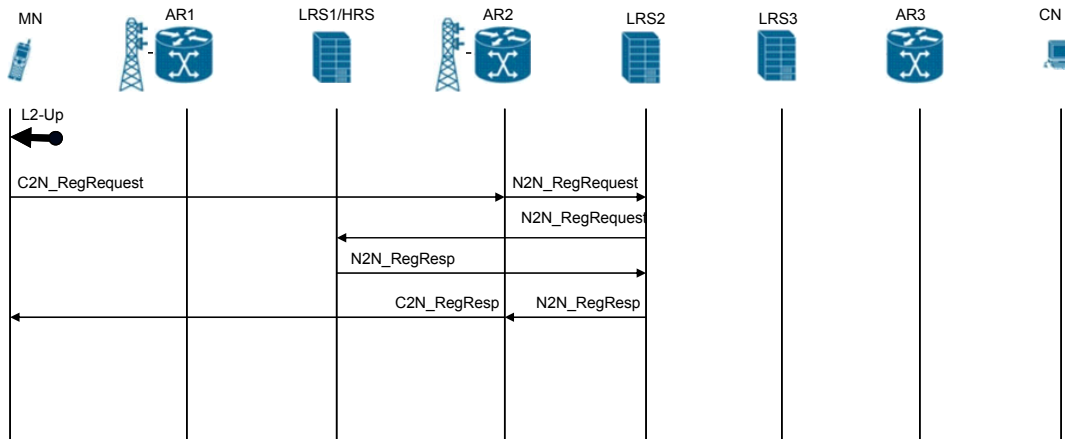 MN
AR1
LRS1/HRS
AR2
LRS2
LRS3
AR3
CN
L2-Up
C2N_RegRequest
N2N_RegRequest
N2N_RegRequest
N2N_RegResp
C2N_RegResp
N2N_RegResp